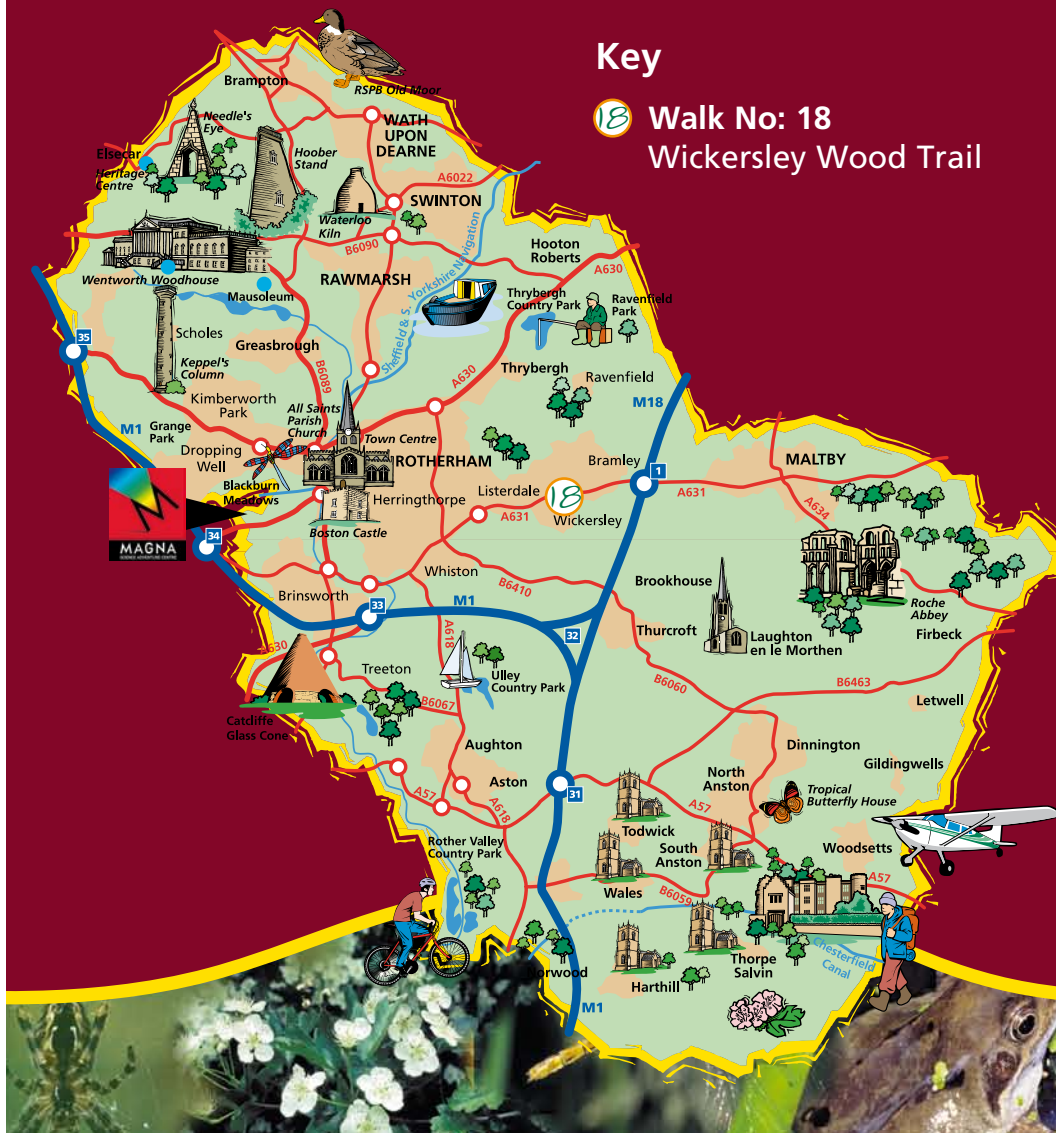 Key
18 Walk No: 18
Wickersley Wood Trail
RSPB Old Moor
Brampton
Needle's
Eye
WATH
UPON
DEARNE
Hoober
Stand
Elsecar
Heritage
Centre
A6022
SWINTON
Waterloo
Kiln
B6090
Hooton
Roberts
A630
Sheffield & S. Yorkshire Navigation
RAWMARSH
Wentworth Woodhouse
Mausoleum
Thrybergh
Country Park
Ravenfield
Park
Scholes
35
Greasbrough
Keppel's
Column
B6089
A630
Thrybergh
Ravenfield
Kimberworth
Park
M18
M1
Grange
Park
All Saints
Parish
Church
Town Centre
Dropping
Well
ROTHERHAM
Bramley
MALTBY
1
Blackburn
Meadows
Herringthorpe
Listerdale
18
A631
A631
Wickersley
A634
MAGNA
SCIENCE ADVENTURE CENTRE
Boston Castle
34
Whiston
B6410
Brookhouse
Brinsworth
M1
33
Roche
Abbey
Thurcroft
32
Laughton
en le Morthen
Firbeck
A618
A630
Treeton
Ulley
Country Park
B6060
B6463
B6067
Letwell
Catcliffe
Glass Cone
Aughton
Dinnington
Gildingwells
Aston
North
Anston
31
A57
A618
A57
Tropical
Butterfly House
Todwick
Rother Valley
Country Park
South
Anston
Woodsetts
Wales
B6059
A57
Chesterfield
Canal
Thorpe
Salvin
Norwood
Harthill
M1